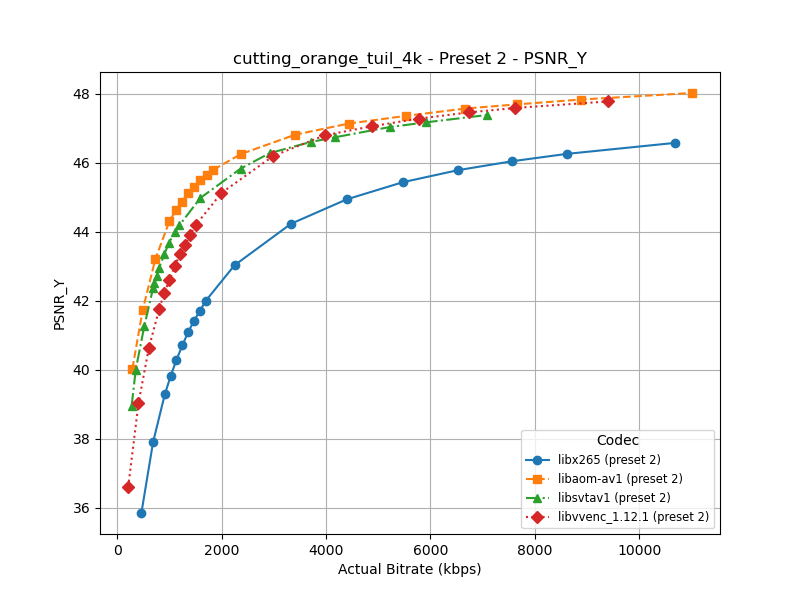 cutting_orange_tuil_4k - Preset 2 - PSNR_Y
PSNR_Y
48
46
44
42
40
38
36
0
2000
4000
6000
8000
10000
Actual Bitrate (kbps)
Codec
libx265 (preset 2)
libaom-av1 (preset 2)
libsvtav1 (preset 2)
libvvenc_1.12.1 (preset 2)